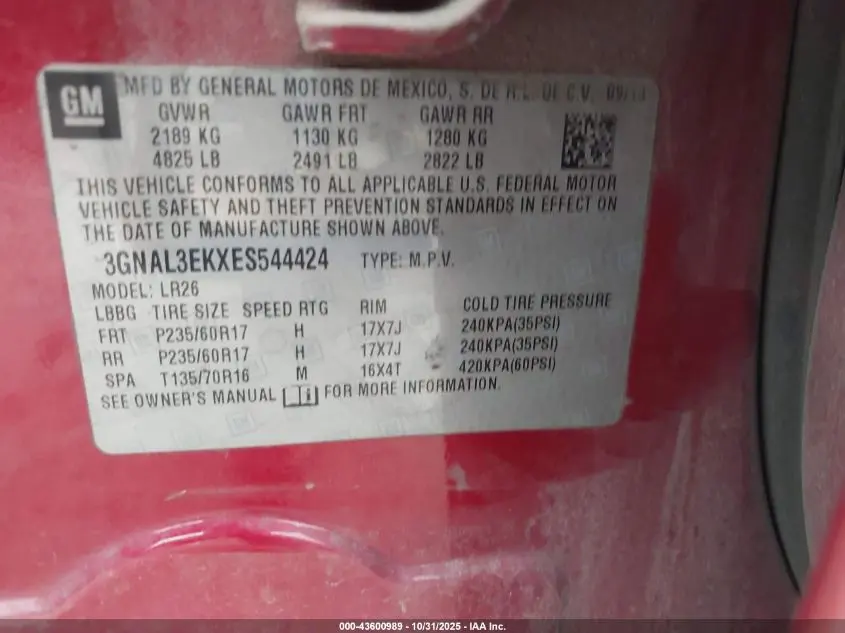 GM
MFD BY GENERAL MOTORS DE MEXICO, S. DE R.L. DE C.V. 09/13
GVWR GAWR FRT GAWR RR
2189 KG 1130 KG 1280 KG
4825 LB 2491 LB 2822 LB
THIS VEHICLE CONFORMS TO ALL APPLICABLE U.S. FEDERAL MOTOR
VEHICLE SAFETY AND THEFT PREVENTION STANDARDS IN EFFECT ON
THE DATE OF MANUFACTURE SHOWN ABOVE.
3GNAL3EKXES544424 TYPE: M.P.V.
MODEL: LR26
LBBG TIRE SIZE SPEED RTG RIM COLD TIRE PRESSURE
FRT P235/60R17 H 17X7J 240KPA(35PSI)
RR P235/60R17 H 17X7J 240KPA(35PSI)
SPA T135/70R16 M 16X4T 420KPA(60PSI)
SEE OWNER'S MANUAL FOR MORE INFORMATION.
000-43600989 - 10/31/2025 - IAA Inc.